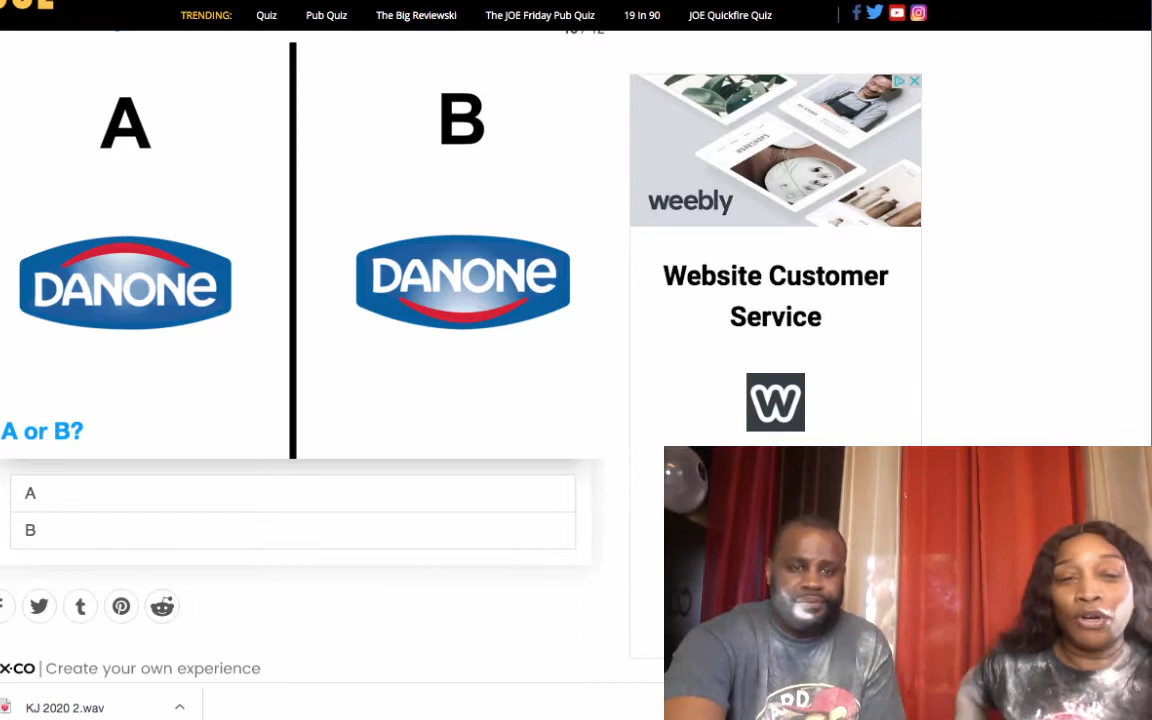 TRENDING: Quiz Pub Quiz The Big Reviewski The JOE Friday Pub Quiz 19 In 90 JOE Quickfire Quiz
A
B
DANONE
DANONE
A or B?
A
B
weebly
Website Customer
Service
W
Create your own experience
KJ 2020 2.wav